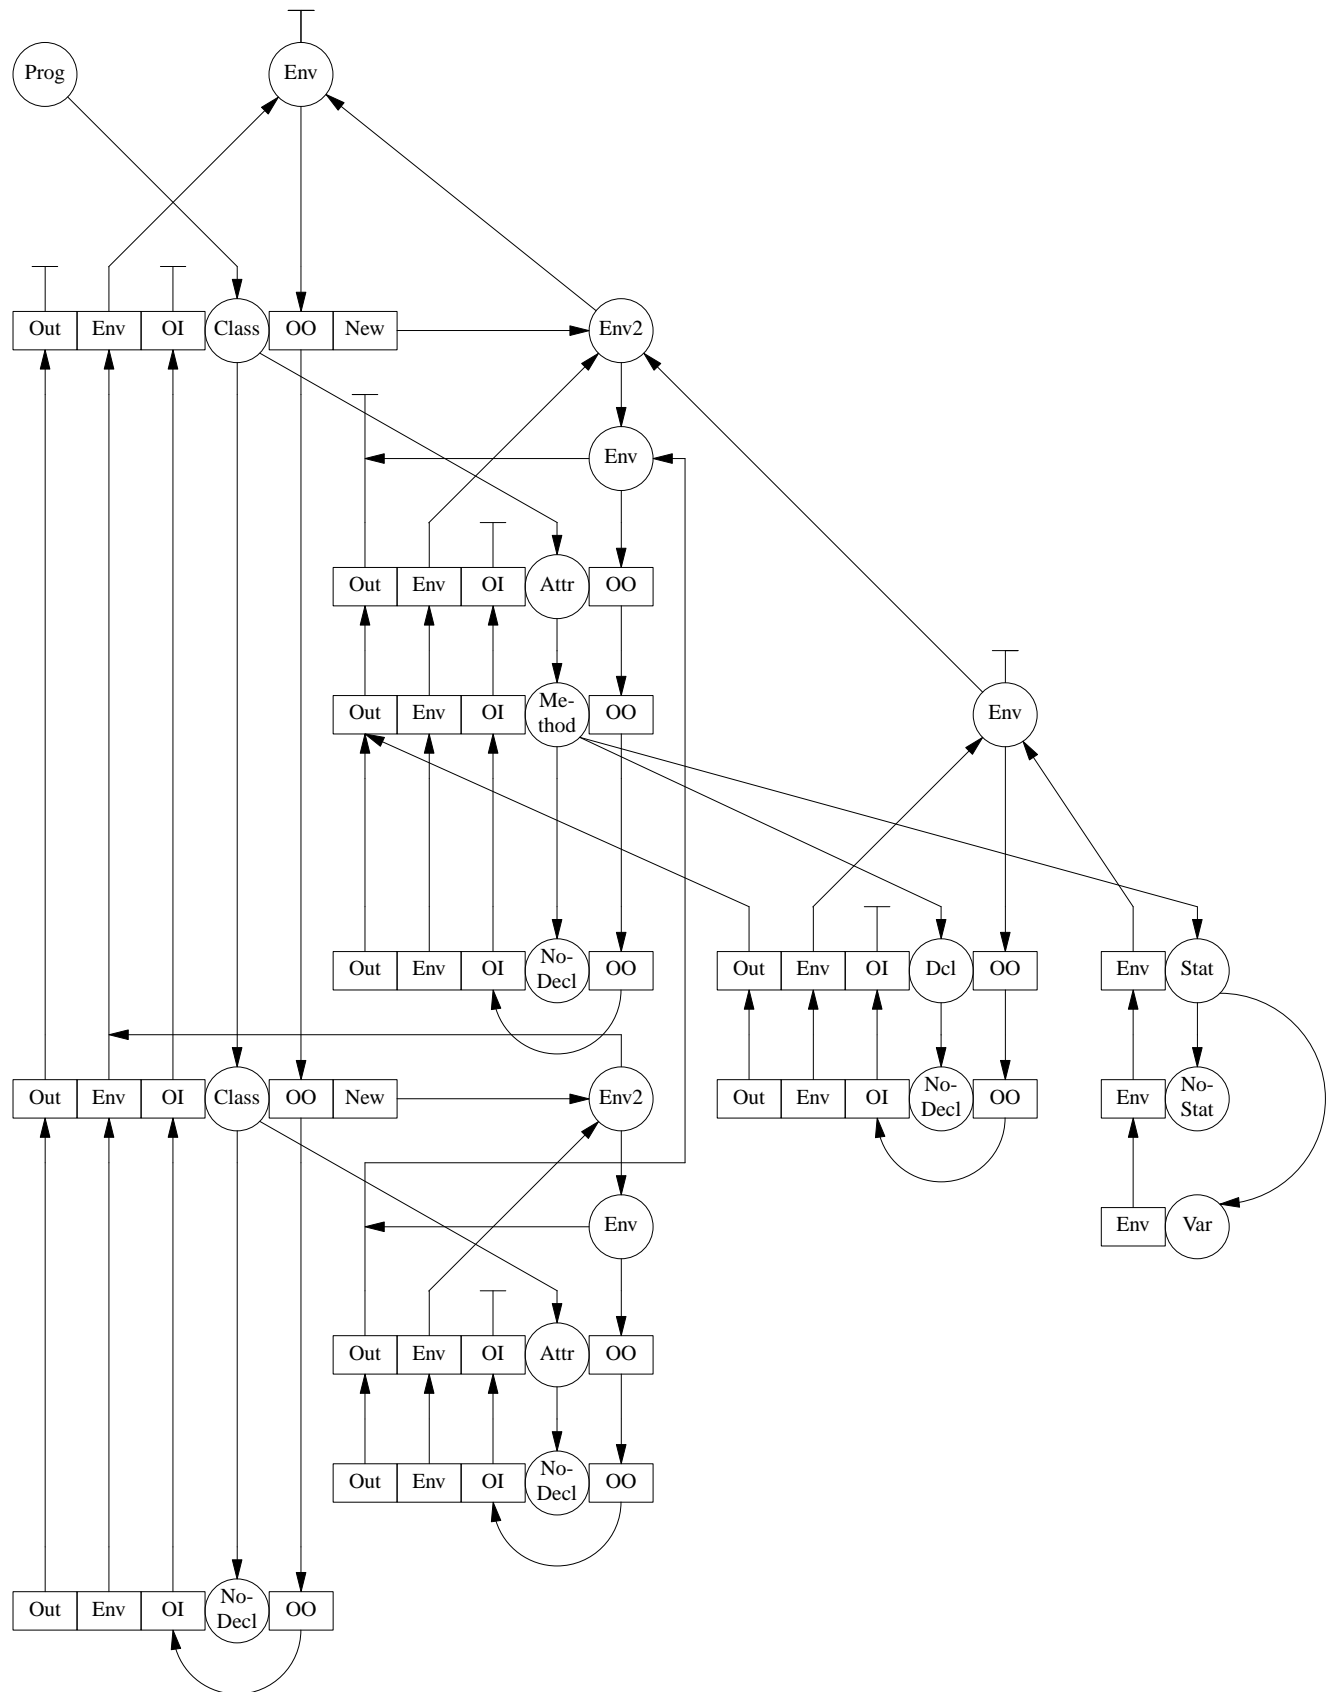 Prog
Env
Out
Env
OI
Class
OO
New
Env2
Env
Out
Env
OI
Attr
OO
Out
Env
OI
Me-
thod
OO
Env
Out
Env
OI
No-
Decl
OO
Out
Env
OI
Dcl
OO
Env
Stat
Out
Env
OI
Class
OO
New
Env2
Out
Env
OI
No-
Decl
OO
Env
No-
Stat
Env
Env
Var
Out
Env
OI
Attr
OO
Out
Env
OI
No-
Decl
OO
Out
Env
OI
No-
Decl
OO